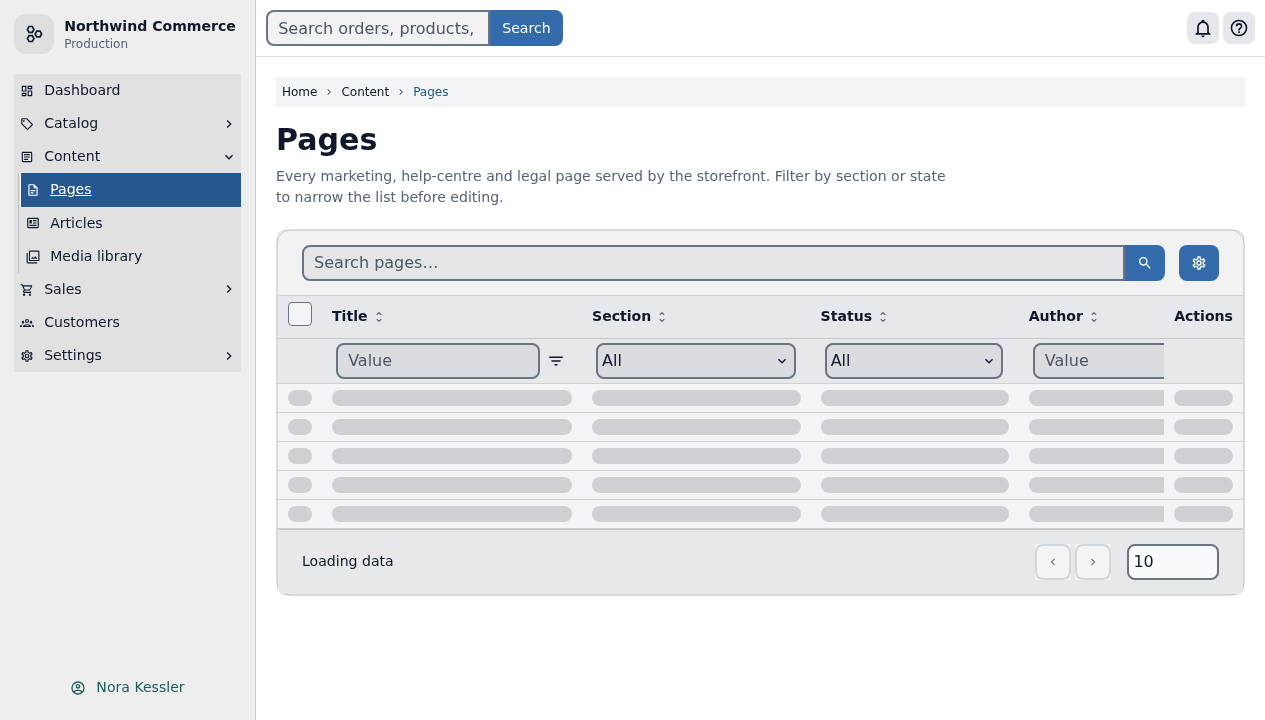 Northwind Commerce
Production
Search orders, products,
Search
Dashboard
Catalog
Content
Pages
Articles
Media library
Sales
Customers
Settings
Nora Kessler
Home › Content › Pages
Pages
Every marketing, help-centre and legal page served by the storefront. Filter by section or state
to narrow the list before editing.
Search pages…
Title Section Status Author Actions
Value All All Value
Loading data
10